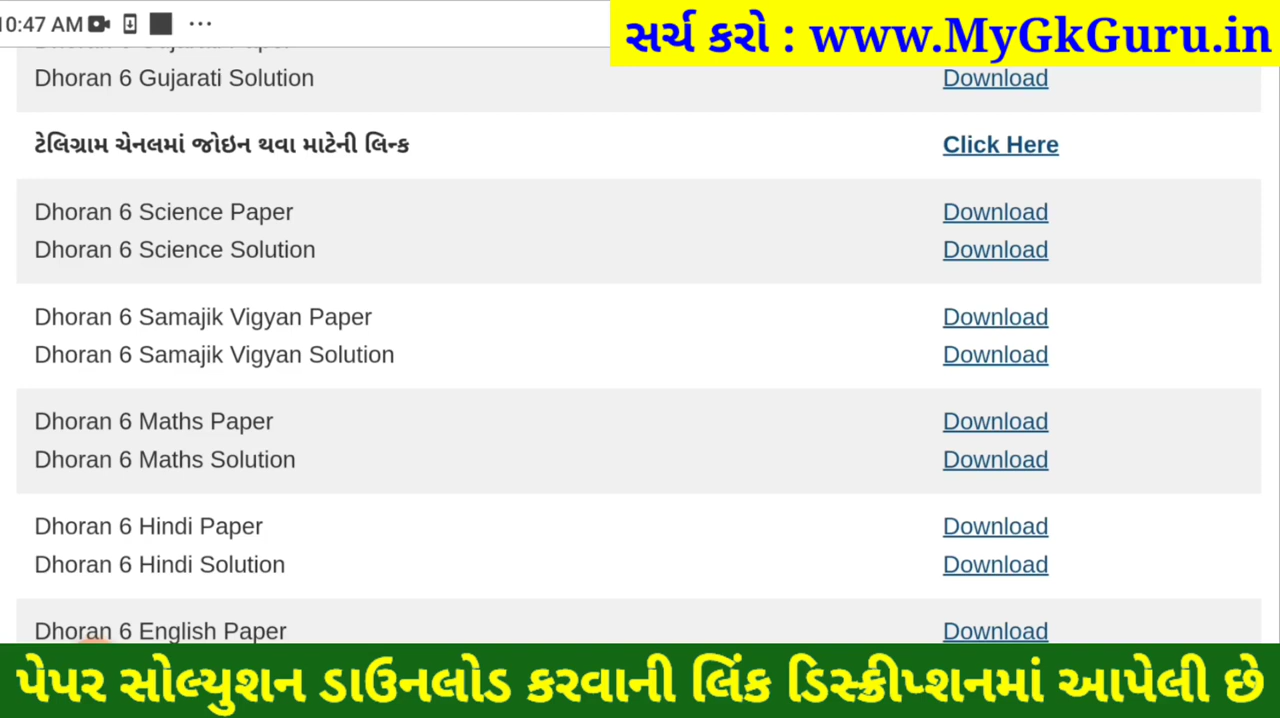 10:47 AM
સર્ચ કરો : www.MyGkGuru.in
Dhoran 6 Gujarati Solution Download
ટેલિગ્રામ ચેનલમાં જોઇન થવા માટેની લિન્ક Click Here
Dhoran 6 Science Paper Download
Dhoran 6 Science Solution Download
Dhoran 6 Samajik Vigyan Paper Download
Dhoran 6 Samajik Vigyan Solution Download
Dhoran 6 Maths Paper Download
Dhoran 6 Maths Solution Download
Dhoran 6 Hindi Paper Download
Dhoran 6 Hindi Solution Download
Dhoran 6 English Paper Download
પેપર સોલ્યુશન ડાઉનલોડ કરવાની લિંક ડિસ્ક્રીપ્શનમાં આપેલી છે